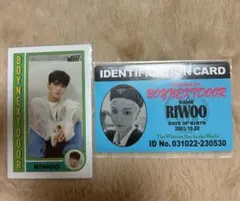 BOYNEXTDOOR
RIWOO
IDENTIFICATION CARD
BOYNEXTDOOR
NAME
RIWOO
DATE OF BIRTH
2003.10.22
ID No.031022-230530